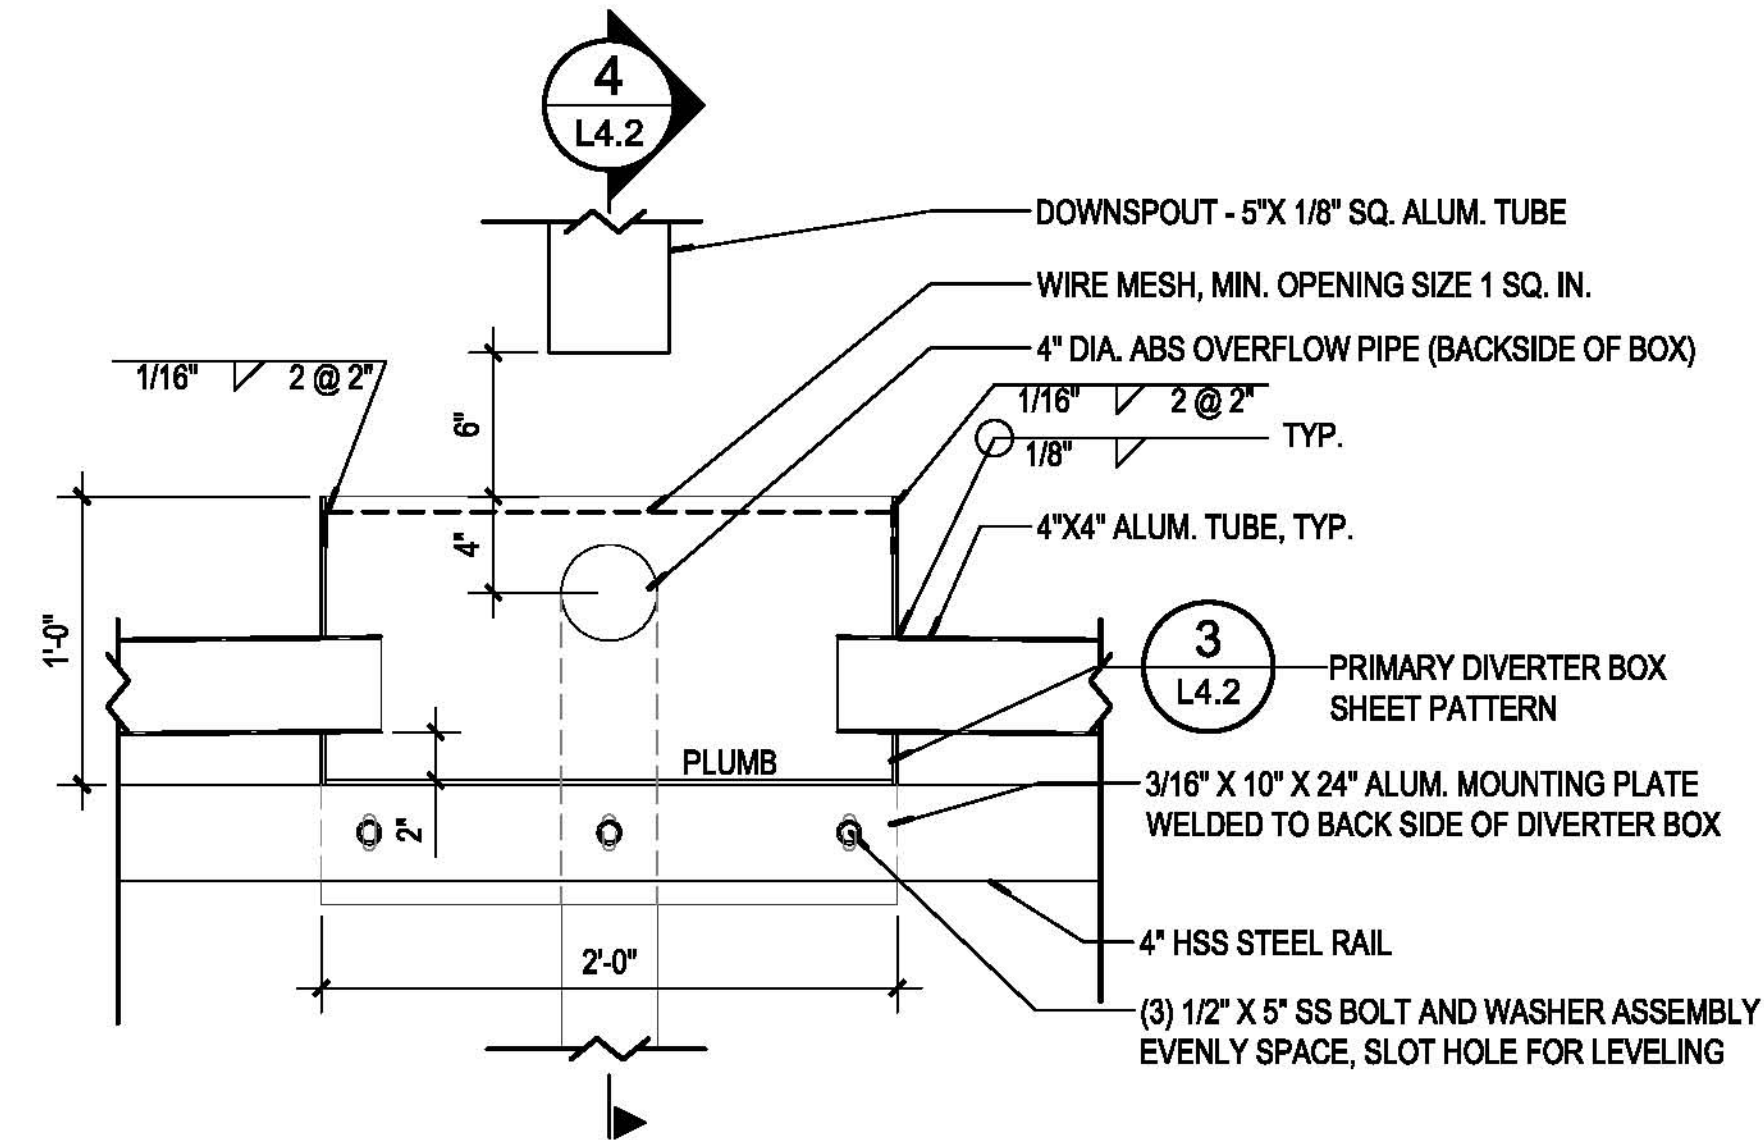 4
L4.2
DOWNSPOUT - 5"X 1/8" SQ. ALUM. TUBE
WIRE MESH, MIN. OPENING SIZE 1 SQ. IN.
4" DIA. ABS OVERFLOW PIPE (BACKSIDE OF BOX)
1/16" 2 @ 2"
1/16" 2 @ 2"
1/8" TYP.
6"
4"
4"X4" ALUM. TUBE, TYP.
1'-0"
3
L4.2
PRIMARY DIVERTER BOX
SHEET PATTERN
PLUMB
2"
3/16" X 10" X 24" ALUM. MOUNTING PLATE
WELDED TO BACK SIDE OF DIVERTER BOX
4" HSS STEEL RAIL
2'-0"
(3) 1/2" X 5" SS BOLT AND WASHER ASSEMBLY
EVENLY SPACE, SLOT HOLE FOR LEVELING